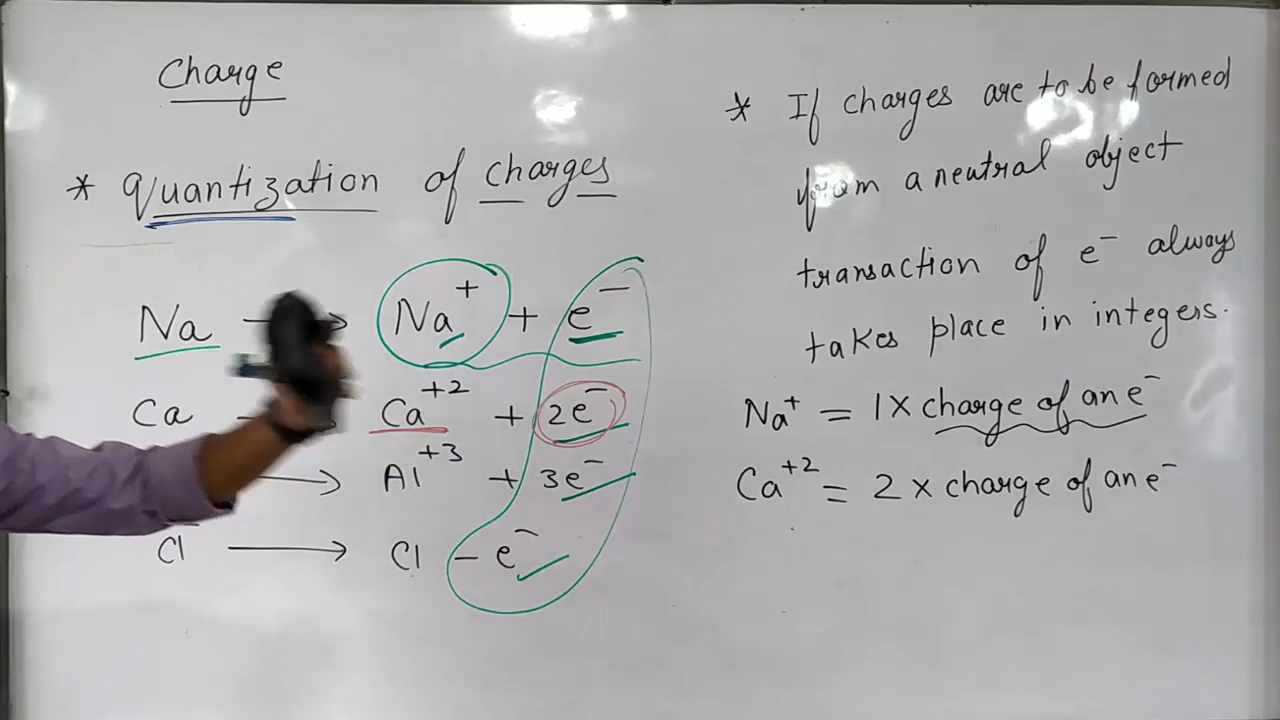 Charge
* Quantization of charges
Na → Na⁺ + e⁻
Ca → Ca⁺² + 2e⁻
→ Al⁺³ + 3e⁻
Cl⁻ → Cl - e⁻
* If charges are to be formed
from a neutral object
transaction of e⁻ always
takes place in integers.
Na⁺ = 1 × charge of an e⁻
Ca⁺² = 2 × charge of an e⁻